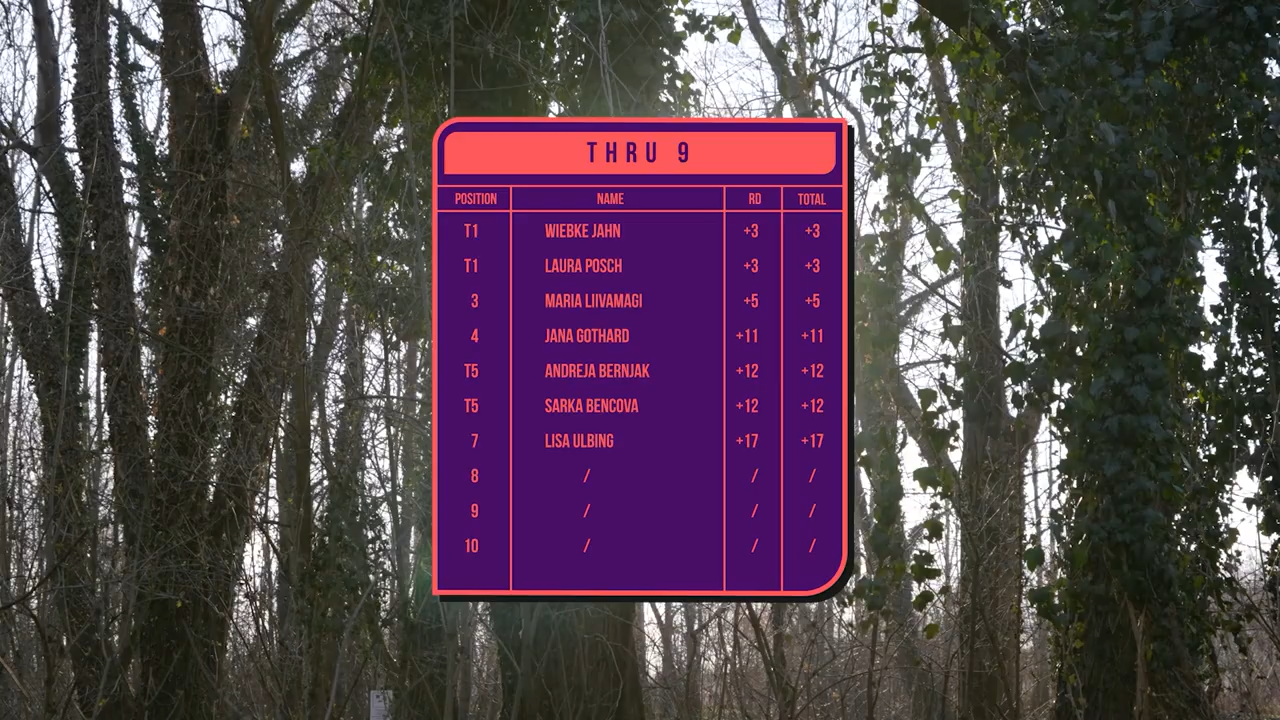 THRU 9
POSITION NAME RD TOTAL
T1 WIEBKE JAHN +3 +3
T1 LAURA POSCH +3 +3
3 MARIA LIIVAMÄGI +5 +5
4 JANA GOTHARD +11 +11
T5 ANDREJA BERNJAK +12 +12
T5 SARKA BENCOVA +12 +12
7 LISA ULBING +17 +17
8 / / /
9 / / /
10 / / /